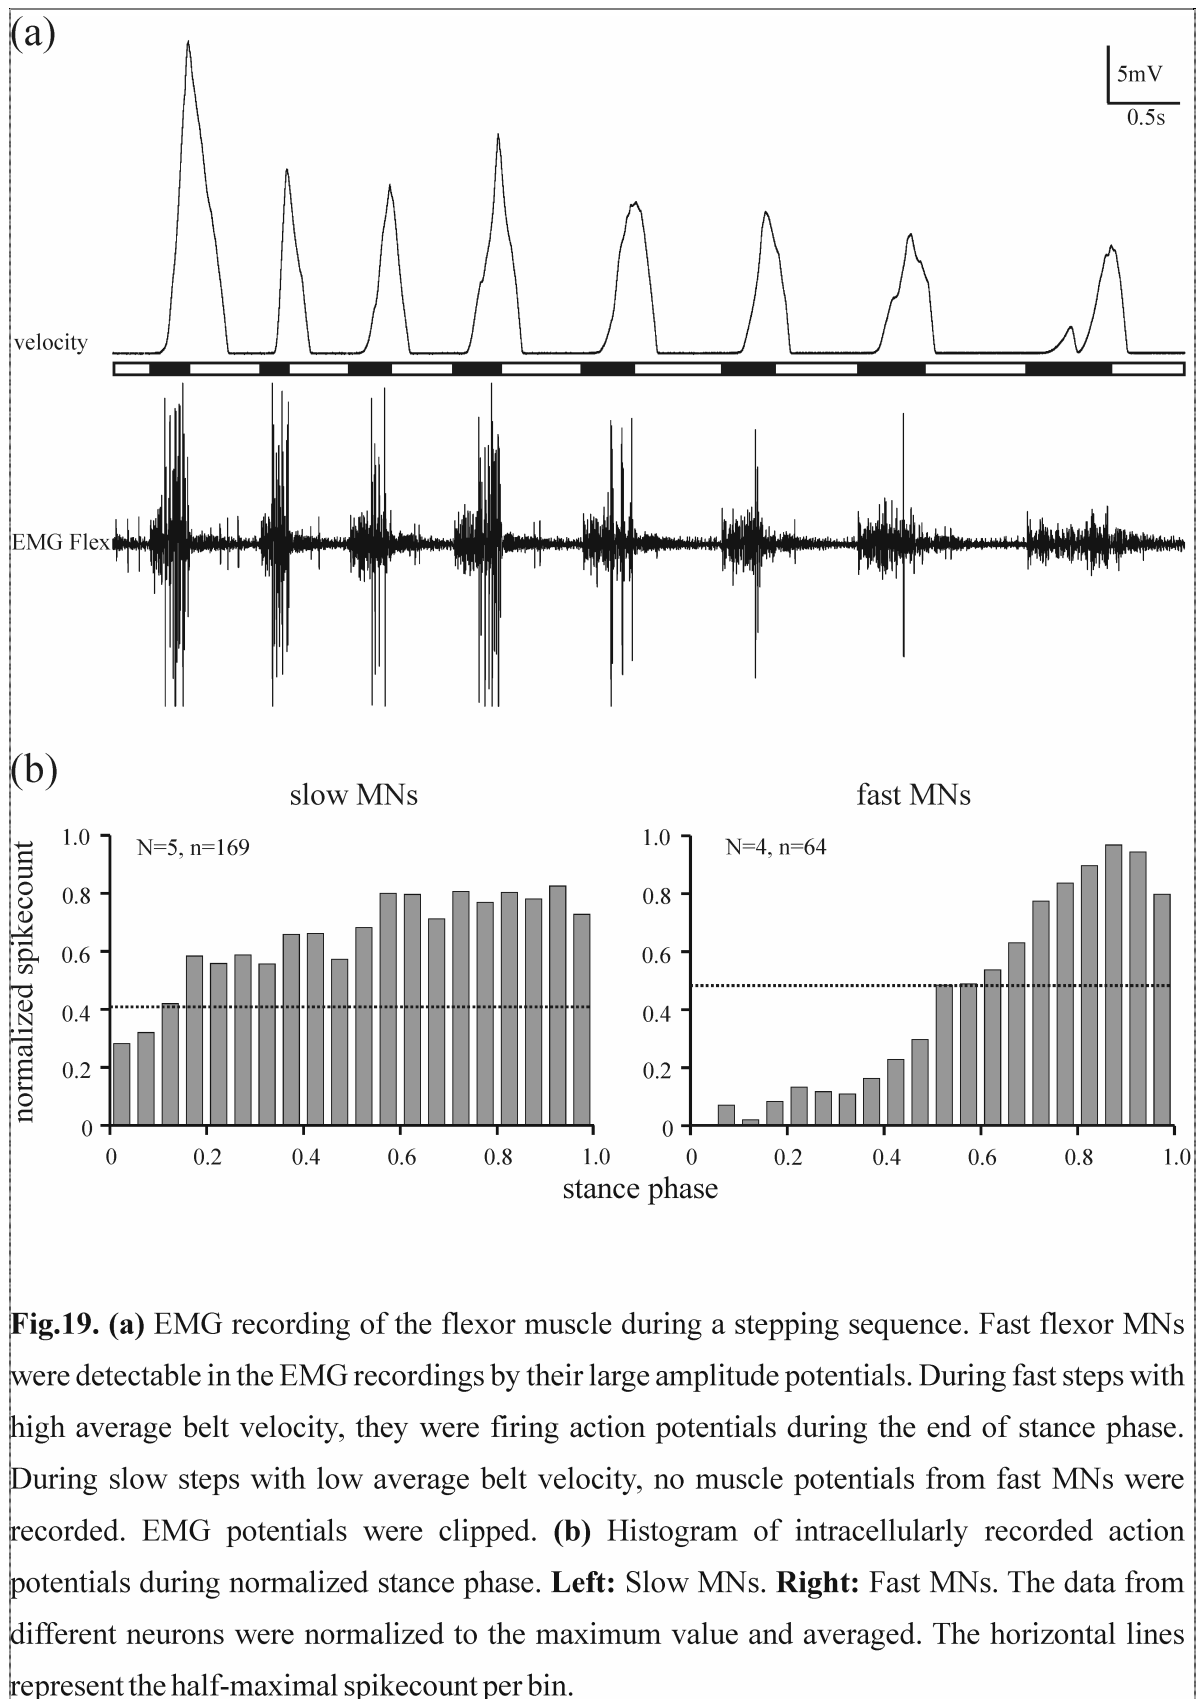 (a)
5mV
0.5s
velocity
EMG Flex
(b)
slow MNs
fast MNs
normalized spikecount
1.0
0.8
0.6
0.4
0.2
0
N=5, n=169
0
0.2
0.4
0.6
0.8
1.0
1.0
0.8
0.6
0.4
0.2
0
N=4, n=64
0
0.2
0.4
0.6
0.8
1.0
stance phase
Fig.19. (a) EMG recording of the flexor muscle during a stepping sequence. Fast flexor MNs
were detectable in the EMG recordings by their large amplitude potentials. During fast steps with
high average belt velocity, they were firing action potentials during the end of stance phase.
During slow steps with low average belt velocity, no muscle potentials from fast MNs were
recorded. EMG potentials were clipped. (b) Histogram of intracellularly recorded action
potentials during normalized stance phase. Left: Slow MNs. Right: Fast MNs. The data from
different neurons were normalized to the maximum value and averaged. The horizontal lines
represent the half-maximal spikecount per bin.